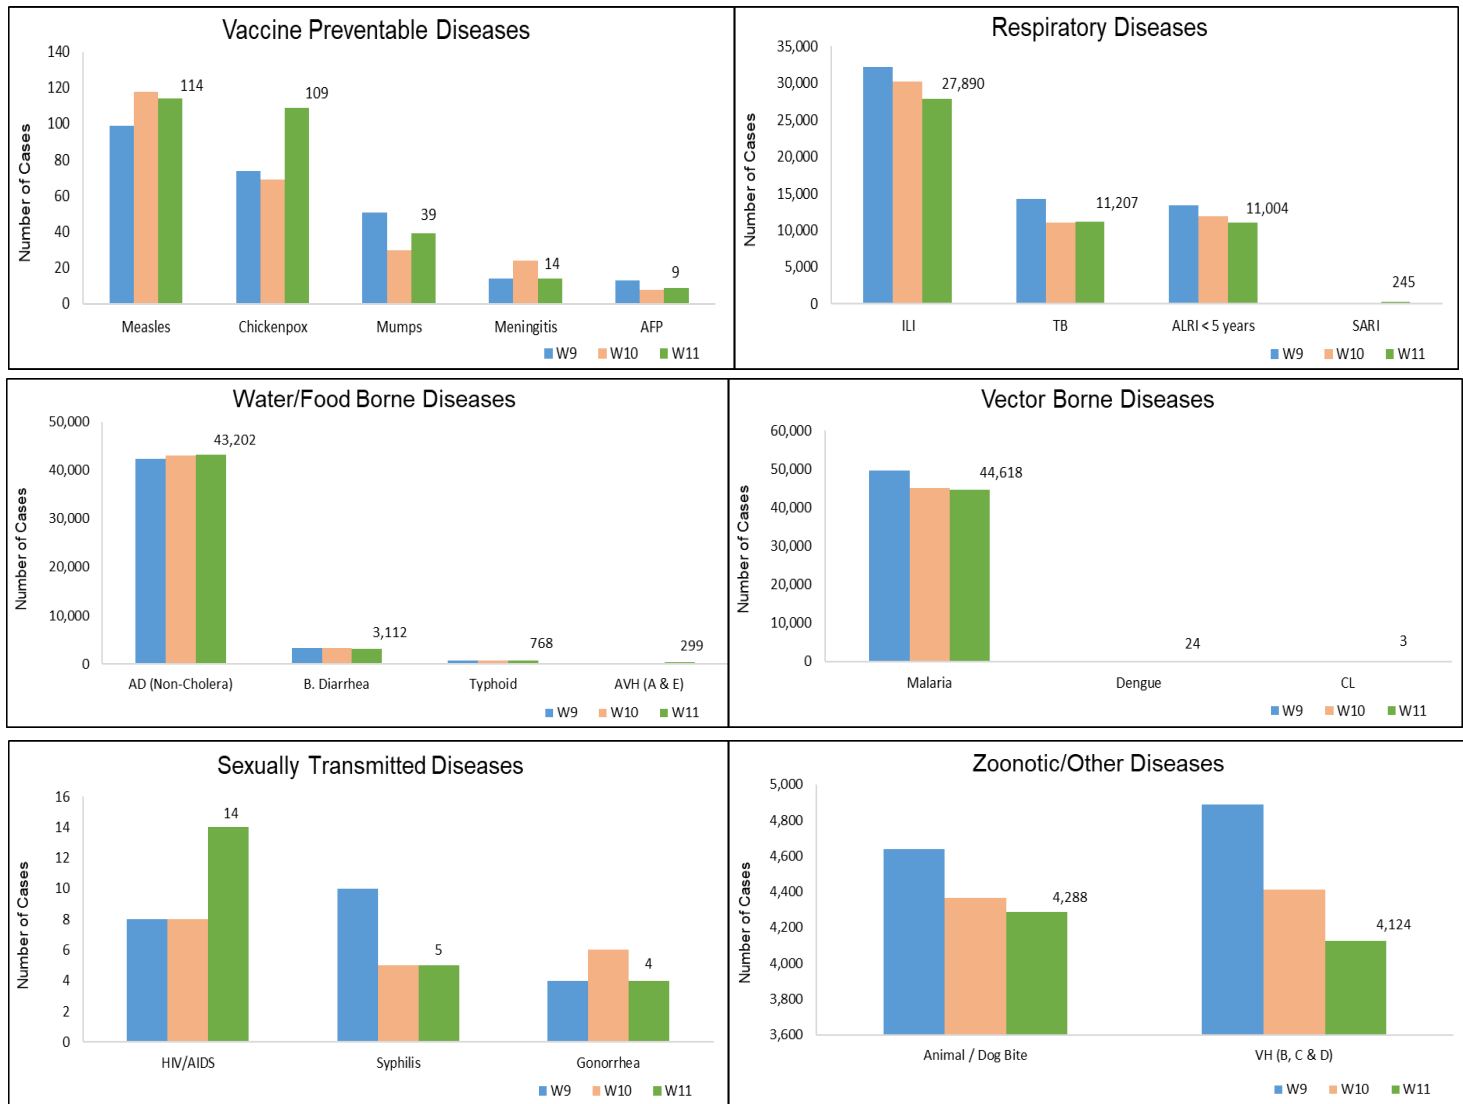 Vaccine Preventable Diseases
Number of Cases
140
120
100
80
60
40
20
0
114
109
39
14
9
Measles Chickenpox Mumps Meningitis AFP
W9 W10 W11
Respiratory Diseases
Number of Cases
35,000
30,000
25,000
20,000
15,000
10,000
5,000
0
27,890
11,207
11,004
245
ILI TB ALRI < 5 years SARI
W9 W10 W11
Water/Food Borne Diseases
Number of Cases
50,000
40,000
30,000
20,000
10,000
0
43,202
3,112
768
299
AD (Non-Cholera) B. Diarrhea Typhoid AVH (A & E)
W9 W10 W11
Vector Borne Diseases
Number of Cases
60,000
50,000
40,000
30,000
20,000
10,000
0
44,618
24
3
Malaria Dengue CL
W9 W10 W11
Sexually Transmitted Diseases
Number of Cases
16
14
12
10
8
6
4
2
0
14
5
4
HIV/AIDS Syphilis Gonorrhea
W9 W10 W11
Zoonotic/Other Diseases
Number of Cases
5,000
4,800
4,600
4,400
4,200
4,000
3,800
3,600
4,288
4,124
Animal / Dog Bite VH (B, C & D)
W9 W10 W11